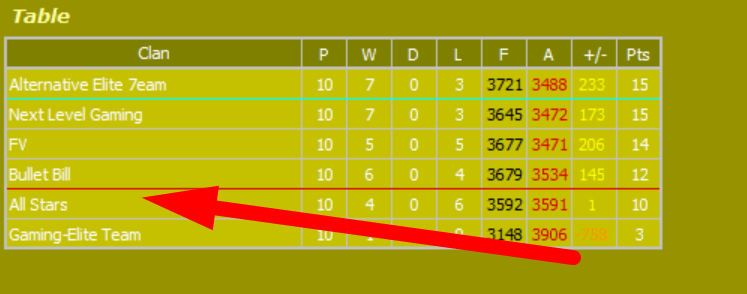 Table
Clan P W D L F A +/- Pts
Alternative Elite 7eam 10 7 0 3 3721 3488 233 15
Next Level Gaming 10 7 0 3 3645 3472 173 15
FV 10 5 0 5 3677 3471 206 14
Bullet Bill 10 6 0 4 3679 3534 145 12
All Stars 10 4 0 6 3592 3591 1 10
Gaming-Elite Team 10 1 9 3148 3906 -758 3